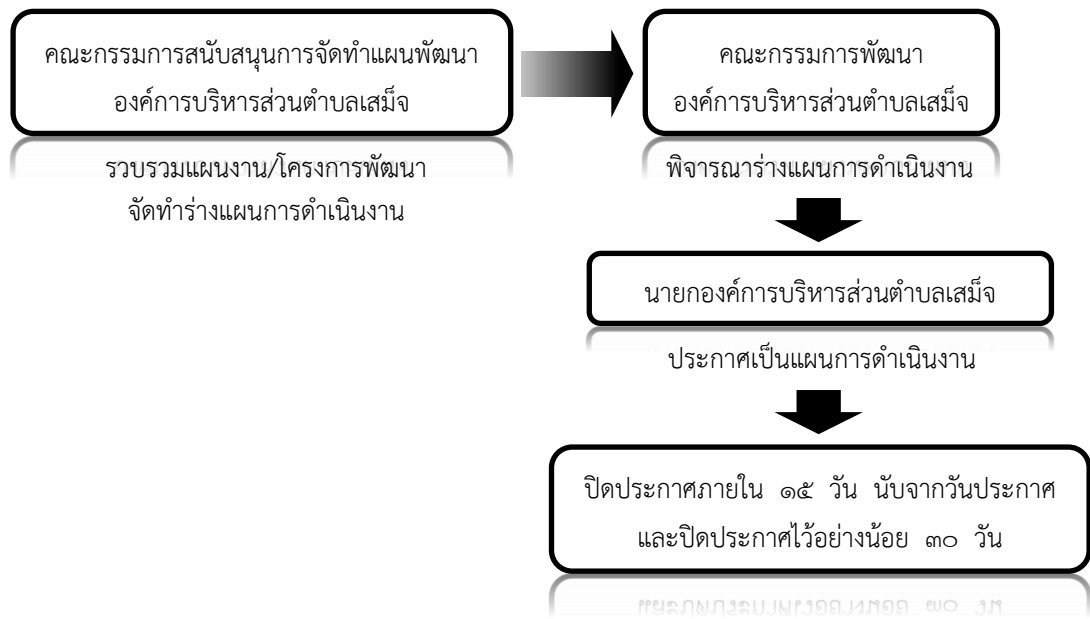 คณะกรรมการสนับสนุนการจัดทำแผนพัฒนา
องค์การบริหารส่วนตำบลเสม็จ
รวบรวมแผนงาน/โครงการพัฒนา
จัดทำร่างแผนการดำเนินงาน
คณะกรรมการพัฒนา
องค์การบริหารส่วนตำบลเสม็จ
พิจารณาร่างแผนการดำเนินงาน
นายกองค์การบริหารส่วนตำบลเสม็จ
ประกาศเป็นแผนการดำเนินงาน
ปิดประกาศภายใน ๑๕ วัน นับจากวันประกาศ
และปิดประกาศไว้อย่างน้อย ๓๐ วัน